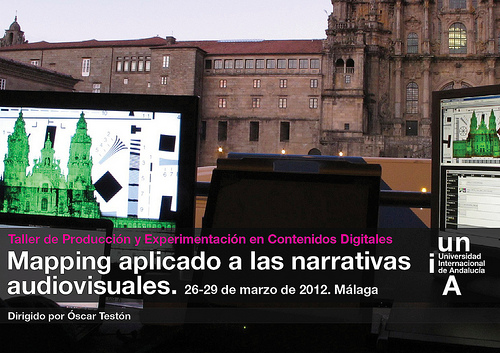 Taller de Producción y Experimentación en Contenidos Digitales
Mapping aplicado a las narrativas
audiovisuales. 26-29 de marzo de 2012. Málaga
Dirigido por Óscar Testón
un
i
A
Universidad
Internacional
de Andalucía